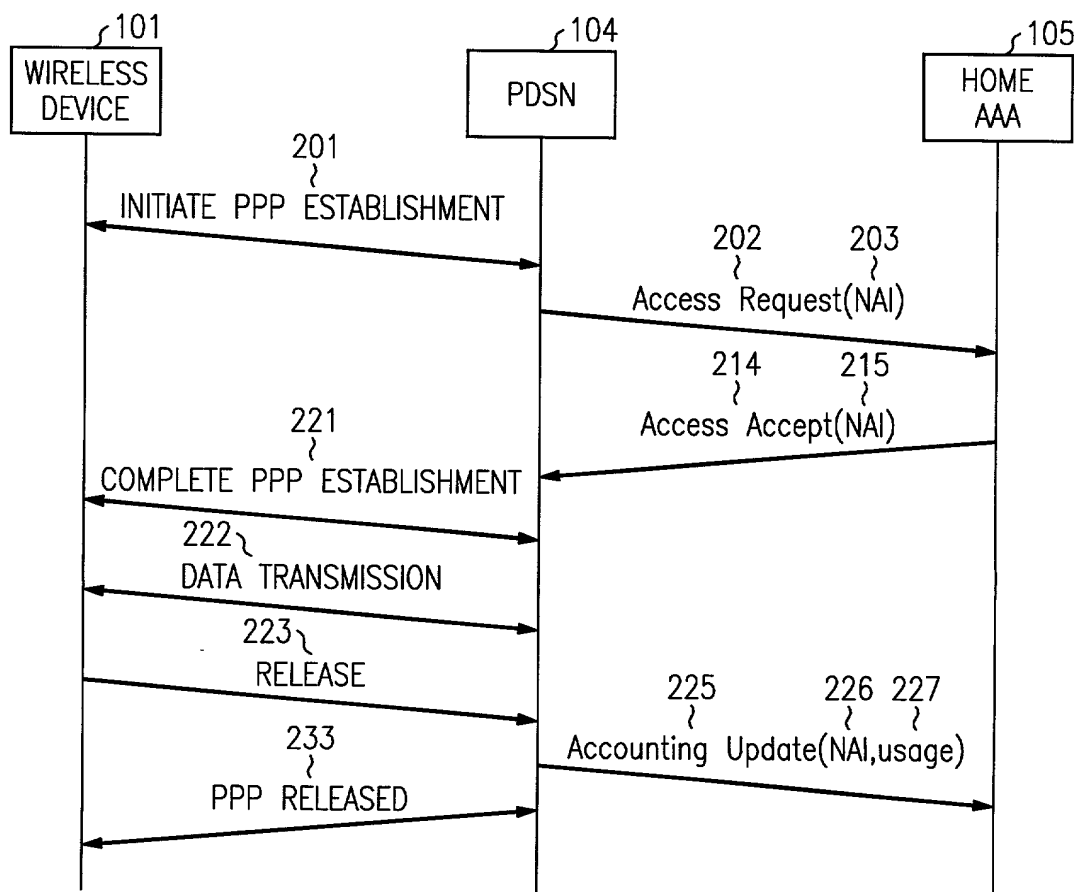 101
104
105
WIRELESS
DEVICE
PDSN
HOME
AAA
201
INITIATE PPP ESTABLISHMENT
202 203
Access Request(NAI)
214 215
Access Accept(NAI)
221
COMPLETE PPP ESTABLISHMENT
222
DATA TRANSMISSION
223
RELEASE
225 226 227
Accounting Update(NAI,usage)
233
PPP RELEASED